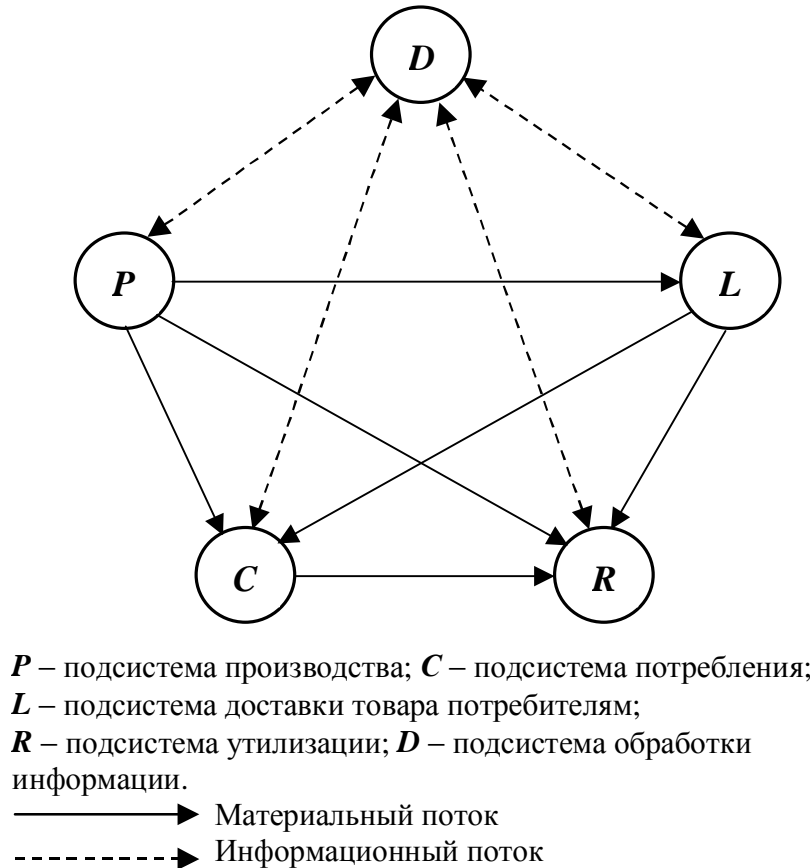 D
P
L
C
R
P – подсистема производства; C – подсистема потребления;
L – подсистема доставки товара потребителям;
R – подсистема утилизации; D – подсистема обработки
информации.
Материальный поток
Информационный поток